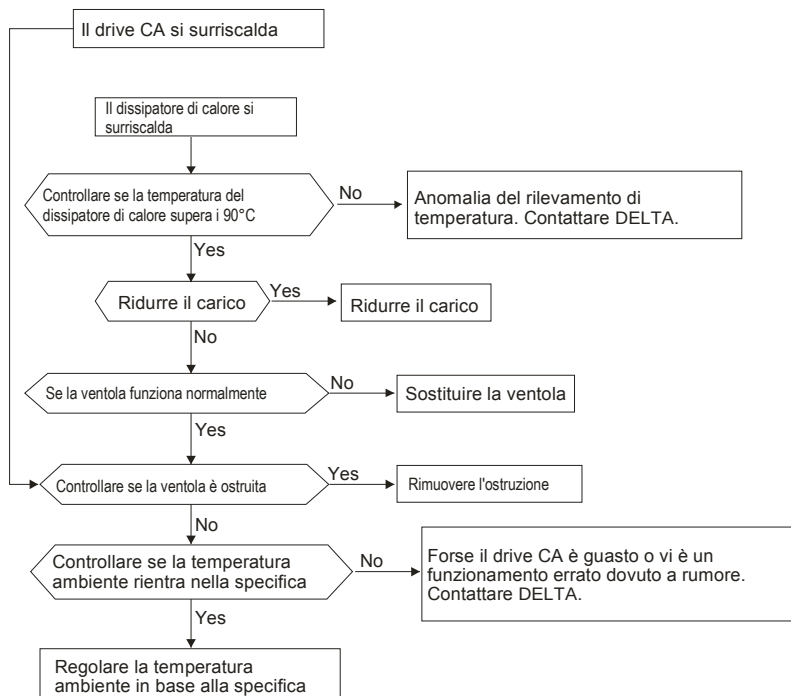 Il drive CA si surriscalda
Il dissipatore di calore si
surriscalda
Controllare se la temperatura del
dissipatore di calore supera i 90°C
No
Anomalia del rilevamento di
temperatura. Contattare DELTA.
Yes
Ridurre il carico
Yes
Ridurre il carico
No
Se la ventola funziona normalmente
No
Sostituire la ventola
Yes
Controllare se la ventola è ostruita
Yes
Rimuovere l'ostruzione
No
Controllare se la temperatura
ambiente rientra nella specifica
No
Forse il drive CA è guasto o vi è un
funzionamento errato dovuto a rumore.
Contattare DELTA.
Yes
Regolare la temperatura
ambiente in base alla specifica